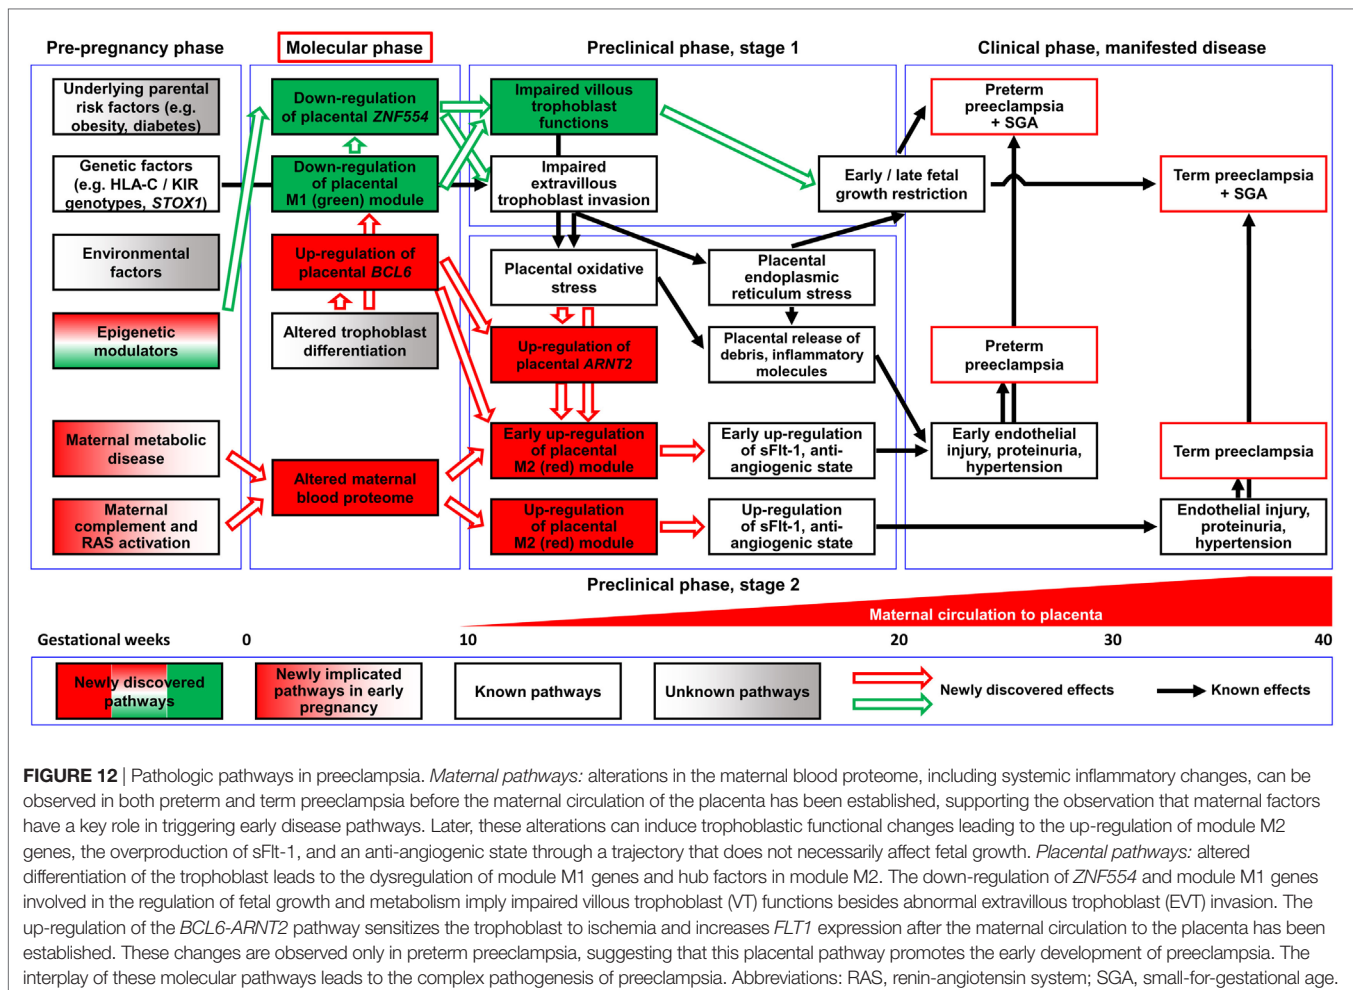 Pre-pregnancy phase
Molecular phase
Preclinical phase, stage 1
Clinical phase, manifested disease
Underlying parental
risk factors (e.g.
obesity, diabetes)
Genetic factors
(e.g. HLA-C / KIR
genotypes, STOX1)
Environmental
factors
Epigenetic
modulators
Maternal metabolic
disease
Maternal
complement and
RAS activation
Down-regulation
of placental ZNF554
Down-regulation
of placental
M1 (green) module
Up-regulation of
placental BCL6
Altered trophoblast
differentiation
Altered maternal
blood proteome
Impaired villous
trophoblast
functions
Impaired
extravillous
trophoblast invasion
Placental oxidative
stress
Up-regulation of
placental ARNT2
Early up-regulation
of placental
M2 (red) module
Up-regulation
of placental
M2 (red) module
Placental
endoplasmic
reticulum stress
Placental release of
debris, inflammatory
molecules
Early up-regulation
of sFlt-1, anti-
angiogenic state
Up-regulation
of sFlt-1, anti-
angiogenic state
Early / late fetal
growth restriction
Preterm
preeclampsia
+ SGA
Term preeclampsia
+ SGA
Preterm
preeclampsia
Early endothelial
injury, proteinuria,
hypertension
Term preeclampsia
Endothelial injury,
proteinuria,
hypertension
Preclinical phase, stage 2
Maternal circulation to placenta
Gestational weeks 0 10 20 30 40
Newly discovered
pathways
Newly implicated
pathways in early
pregnancy
Known pathways
Unknown pathways
Newly discovered effects
Known effects
FIGURE 12 | Pathologic pathways in preeclampsia. Maternal pathways: alterations in the maternal blood proteome, including systemic inflammatory changes, can be
observed in both preterm and term preeclampsia before the maternal circulation of the placenta has been established, supporting the observation that maternal factors
have a key role in triggering early disease pathways. Later, these alterations can induce trophoblastic functional changes leading to the up-regulation of module M2
genes, the overproduction of sFlt-1, and an anti-angiogenic state through a trajectory that does not necessarily affect fetal growth. Placental pathways: altered
differentiation of the trophoblast leads to the dysregulation of module M1 genes and hub factors in module M2. The down-regulation of ZNF554 and module M1 genes
involved in the regulation of fetal growth and metabolism imply impaired villous trophoblast (VT) functions besides abnormal extravillous trophoblast (EVT) invasion. The
up-regulation of the BCL6-ARNT2 pathway sensitizes the trophoblast to ischemia and increases FLT1 expression after the maternal circulation to the placenta has been
established. These changes are observed only in preterm preeclampsia, suggesting that this placental pathway promotes the early development of preeclampsia. The
interplay of these molecular pathways leads to the complex pathogenesis of preeclampsia. Abbreviations: RAS, renin-angiotensin system; SGA, small-for-gestational age.